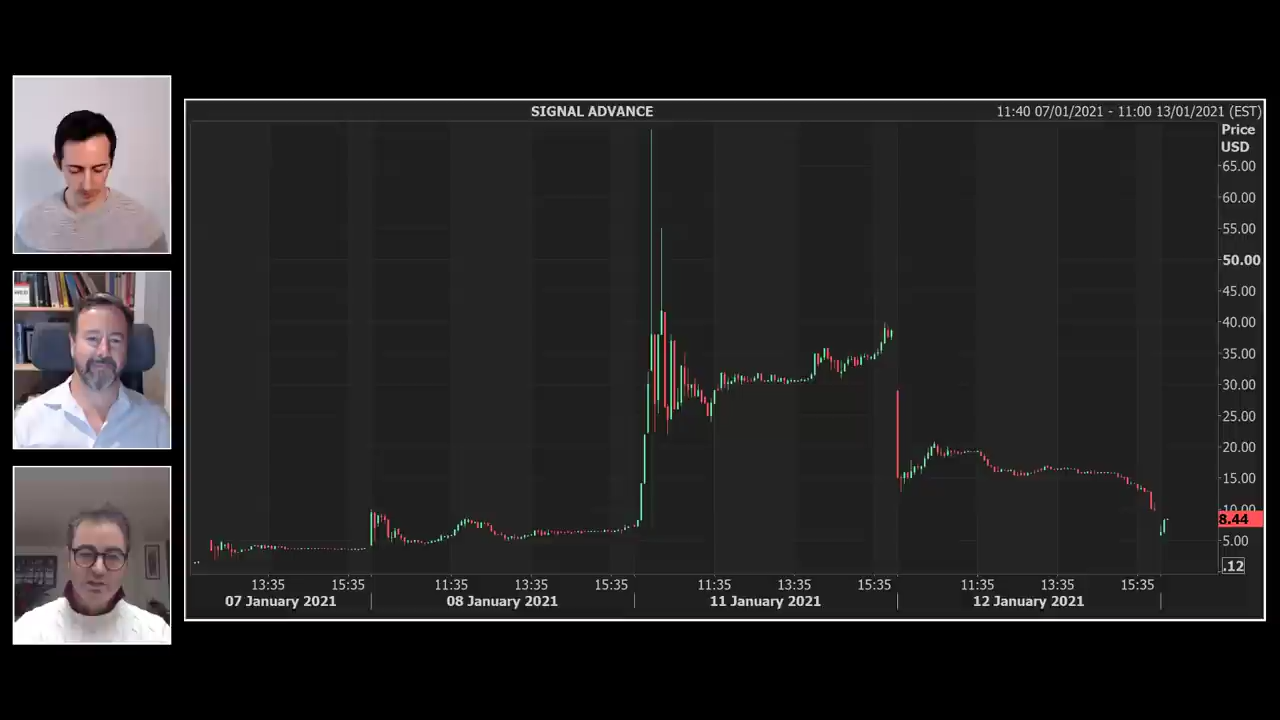 SIGNAL ADVANCE
11:40 07/01/2021 - 11:00 13/01/2021 (EST)
Price
USD
65.00
60.00
55.00
50.00
45.00
40.00
35.00
30.00
25.00
20.00
15.00
10.00
8.44
5.00
.12
13:35 15:35 11:35 13:35 15:35 11:35 13:35 15:35 11:35 13:35 15:35
07 January 2021 08 January 2021 11 January 2021 12 January 2021